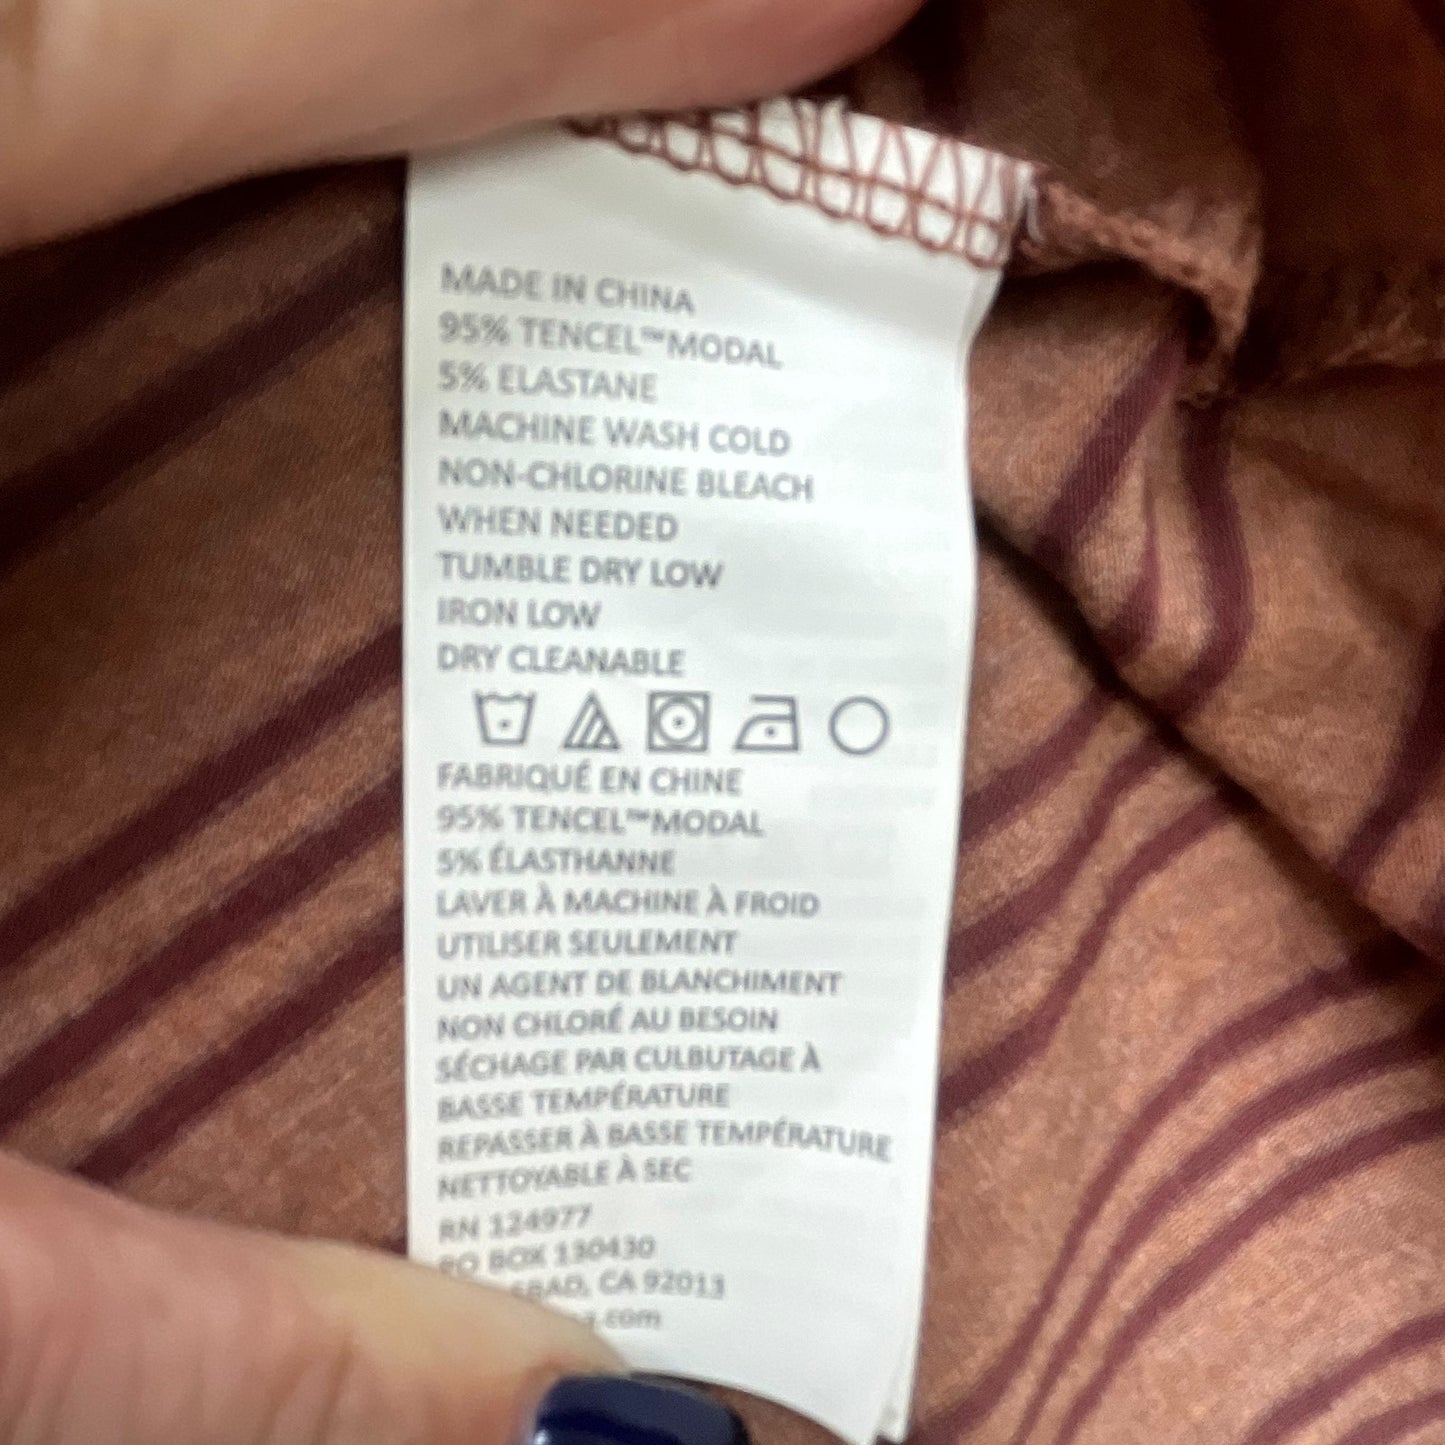 MADE IN CHINA
95% TENCEL™MODAL
5% ELASTANE
MACHINE WASH COLD
NON-CHLORINE BLEACH
WHEN NEEDED
TUMBLE DRY LOW
IRON LOW
DRY CLEANABLE
FABRIQUÉ EN CHINE
95% TENCEL™MODAL
5% ÉLASTHANNE
LAVER À MACHINE À FROID
UTILISER SEULEMENT
UN AGENT DE BLANCHIMENT
NON CHLORÉ AU BESOIN
SÉCHAGE PAR CULBUTAGE À
BASSE TEMPÉRATURE
REPASSER À BASSE TEMPÉRATURE
NETTOYABLE À SEC
RN 124977
PO BOX 130430
CA 92013
.com